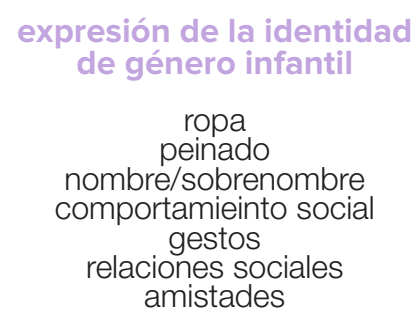 expresión de la identidad
de género infantil
ropa
peinado
nombre/sobrenombre
comportamieinto social
gestos
relaciones sociales
amistades